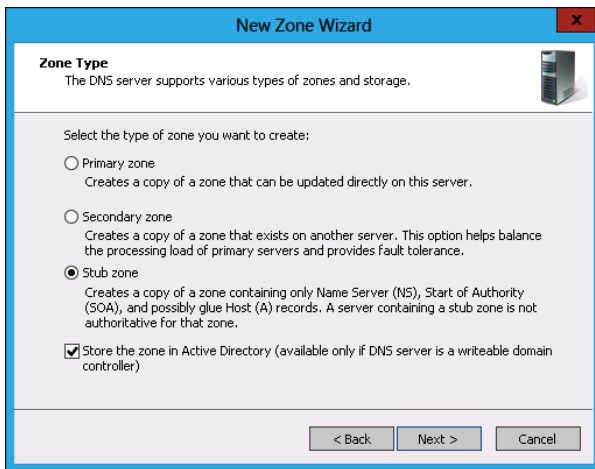 New Zone Wizard
x
Zone Type
The DNS server supports various types of zones and storage.
Select the type of zone you want to create:
Primary zone
Creates a copy of a zone that can be updated directly on this server.
Secondary zone
Creates a copy of a zone that exists on another server. This option helps balance
the processing load of primary servers and provides fault tolerance.
Stub zone
Creates a copy of a zone containing only Name Server (NS), Start of Authority
(SOA), and possibly glue Host (A) records. A server containing a stub zone is not
authoritative for that zone.
Store the zone in Active Directory (available only if DNS server is a writeable domain
controller)
< Back Next > Cancel